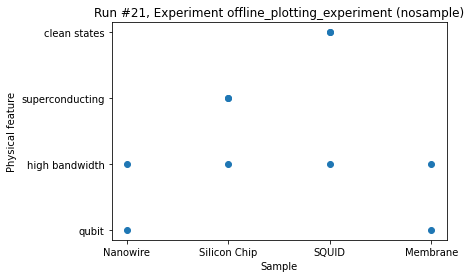 Run #21, Experiment offline_plotting_experiment (nosample)
clean states
superconducting
high bandwidth
qubit
Physical feature
Nanowire Silicon Chip SQUID Membrane
Sample